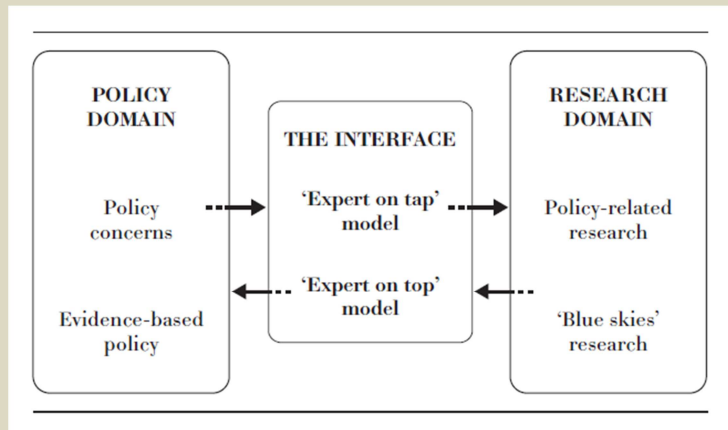 POLICY
DOMAIN
Policy
concerns
Evidence-based
policy
THE INTERFACE
‘Expert on tap’
model
‘Expert on top’
model
RESEARCH
DOMAIN
Policy-related
research
‘Blue skies’
research